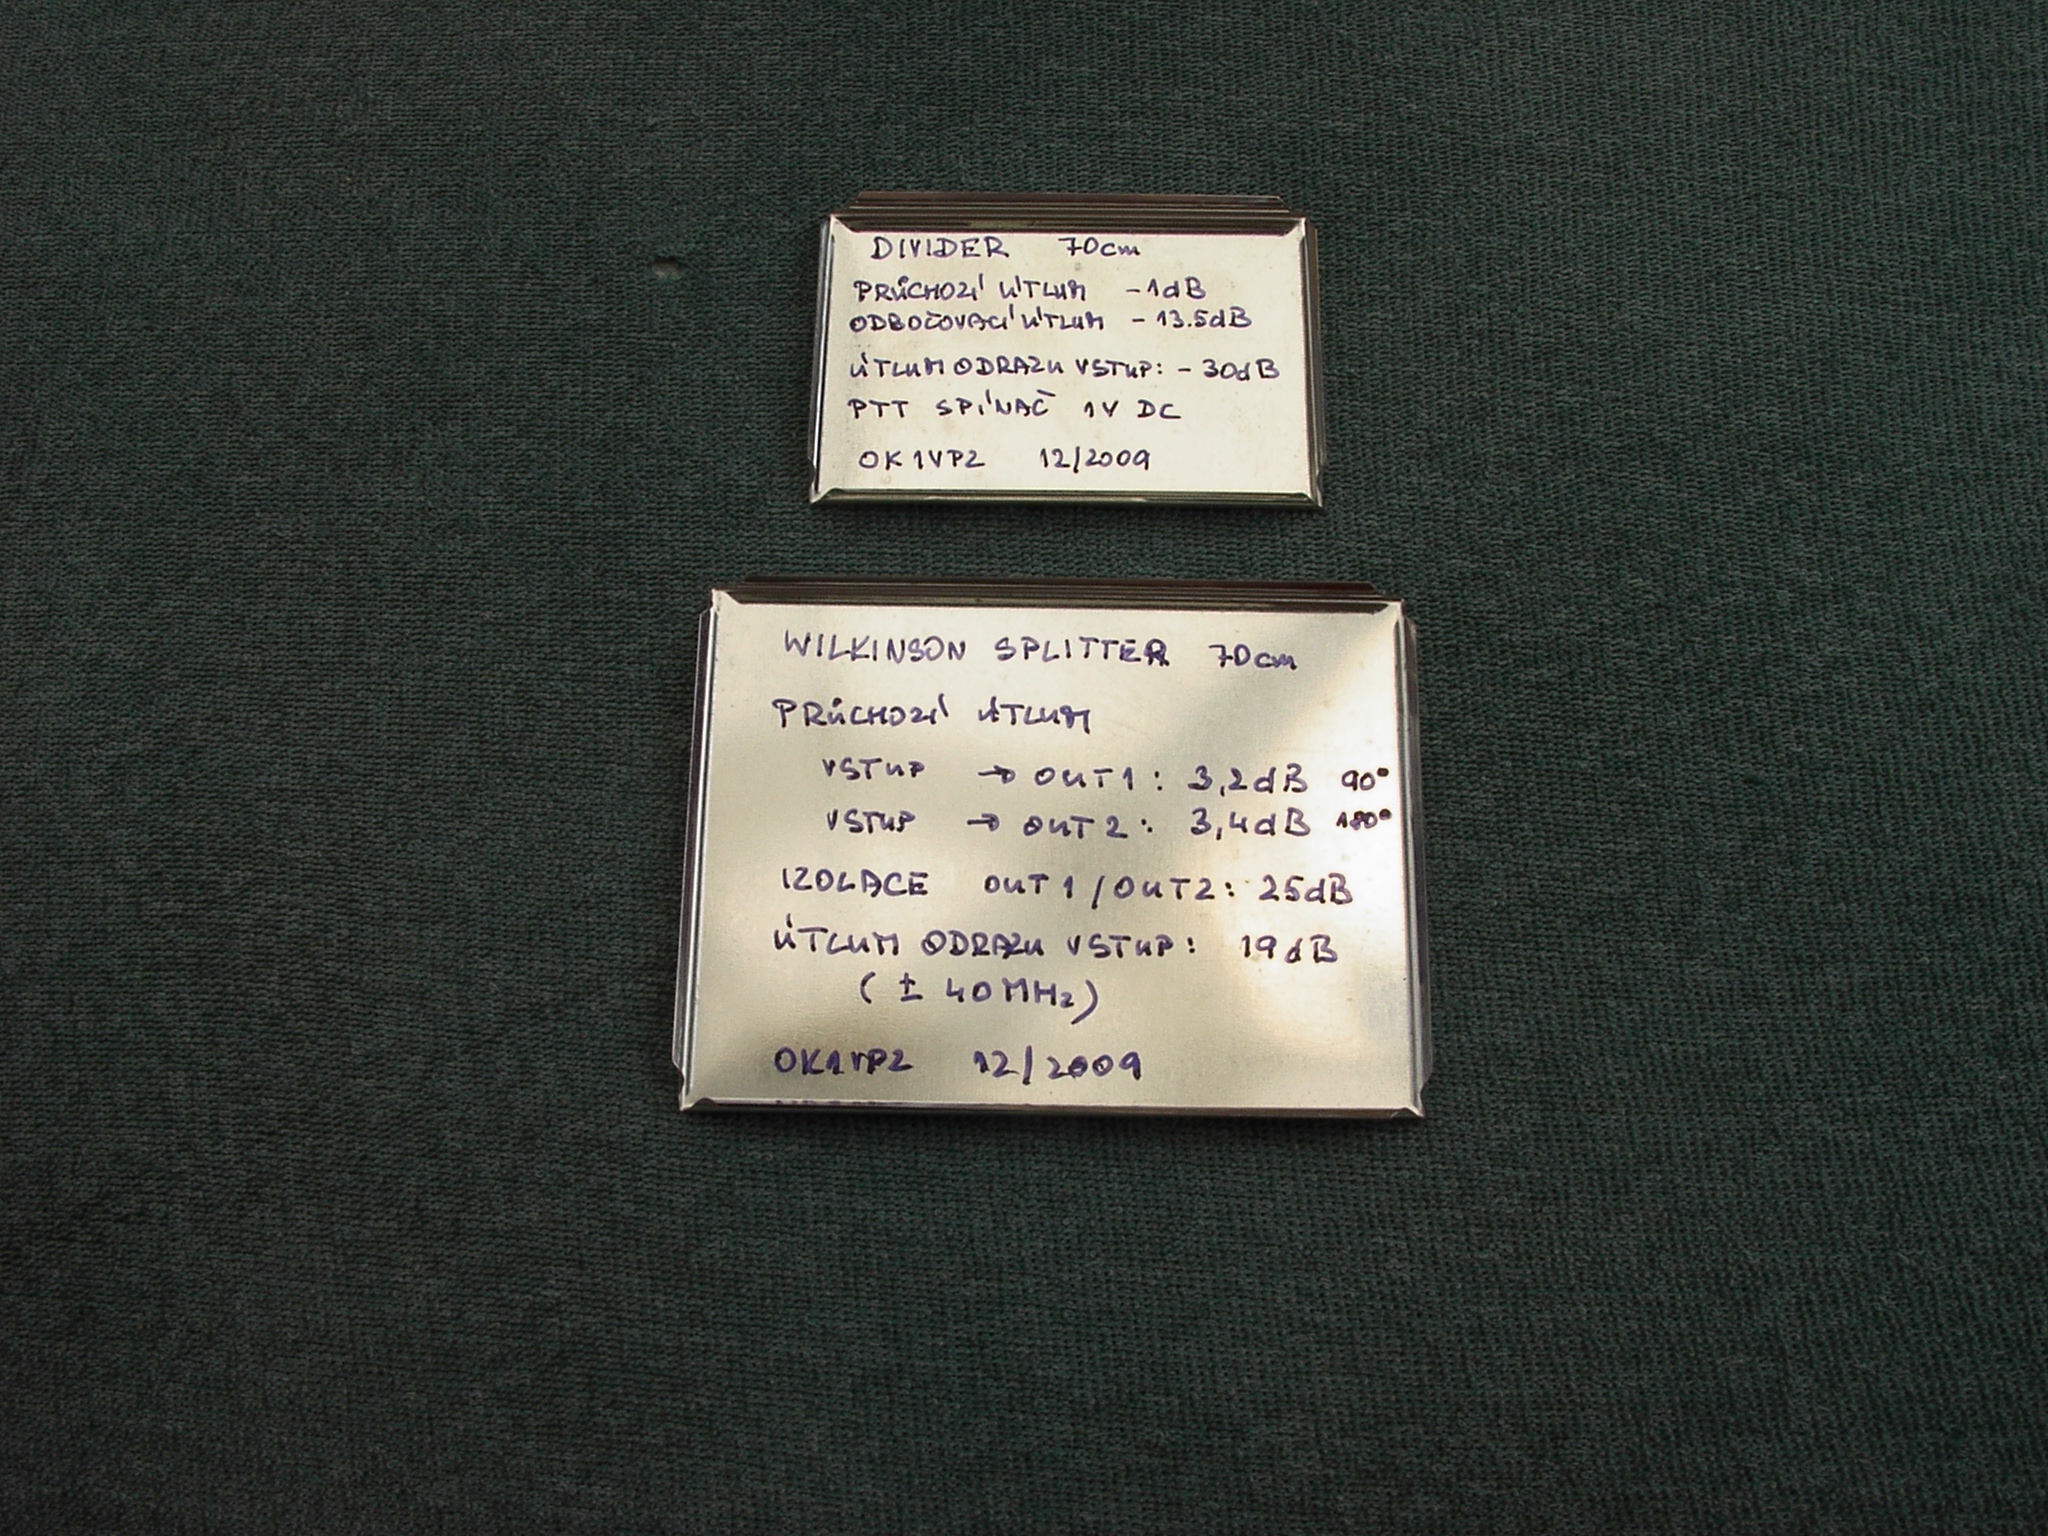 DIVIDER 70cm
PRŮCHOZÍ ÚTLUM -1dB
ODBOČOVACÍ ÚTLUM - 13.5dB
ÚTLUM ODRAZU VSTUP: - 30dB
PTT SPÍNAČ 1V DC
OK1VPZ 12/2009
WILKINSON SPLITTER 70cm
PRŮCHOZÍ ÚTLUM
VSTUP → OUT1: 3,2dB 90°
VSTUP → OUT2: 3,4dB 180°
IZOLACE OUT1/OUT2: 25dB
ÚTLUM ODRAZU VSTUP: 19dB
(± 40MHz)
OK1VPZ 12/2009